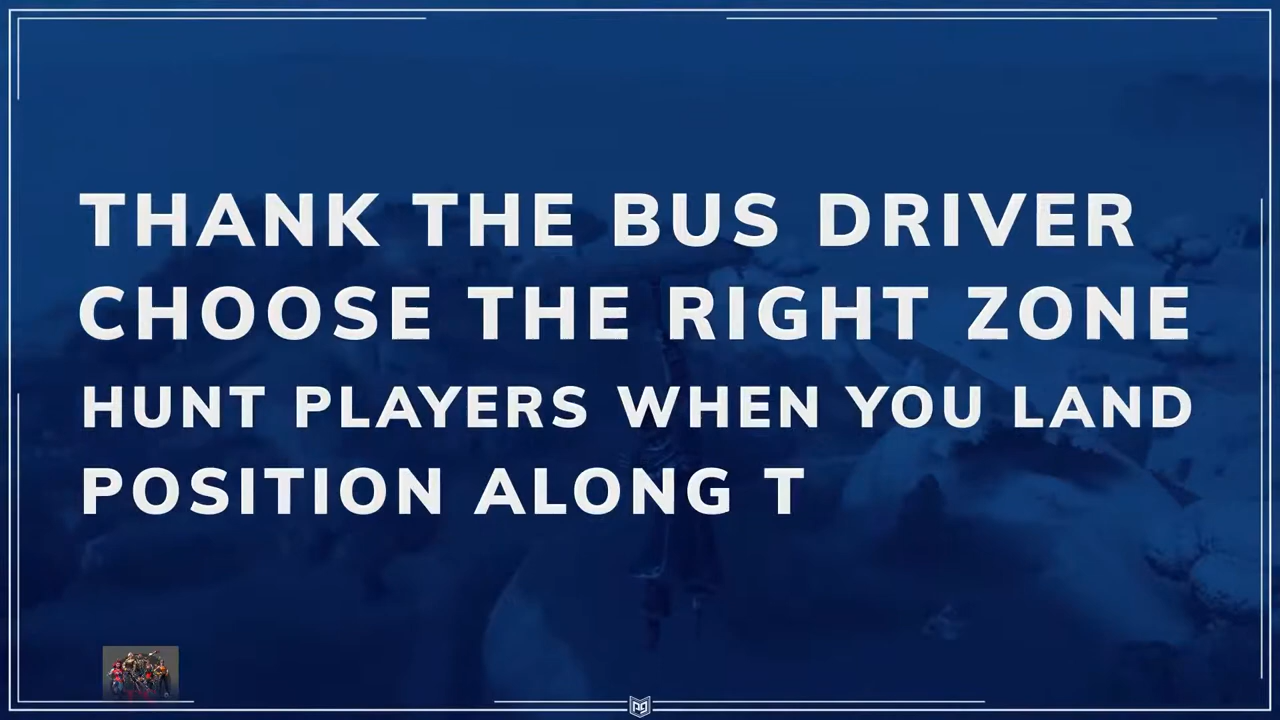 THANK THE BUS DRIVER
CHOOSE THE RIGHT ZONE
HUNT PLAYERS WHEN YOU LAND
POSITION ALONG T